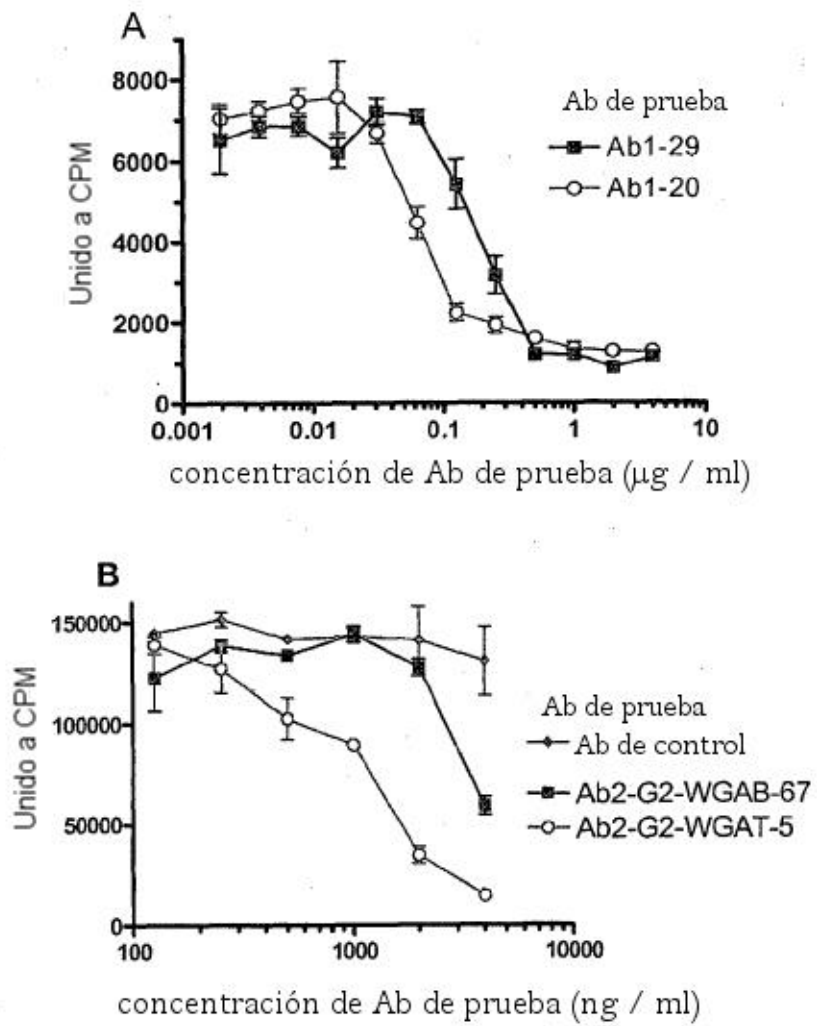 A
8000
6000
4000
2000
0
Unido a CPM
0.001 0.01 0.1 1 10
concentración de Ab de prueba (µg / ml)
Ab de prueba
Ab1-29
Ab1-20
B
150000
100000
50000
0
Unido a CPM
100 1000 10000
concentración de Ab de prueba (ng / ml)
Ab de prueba
Ab de control
Ab2-G2-WGAB-67
Ab2-G2-WGAT-5